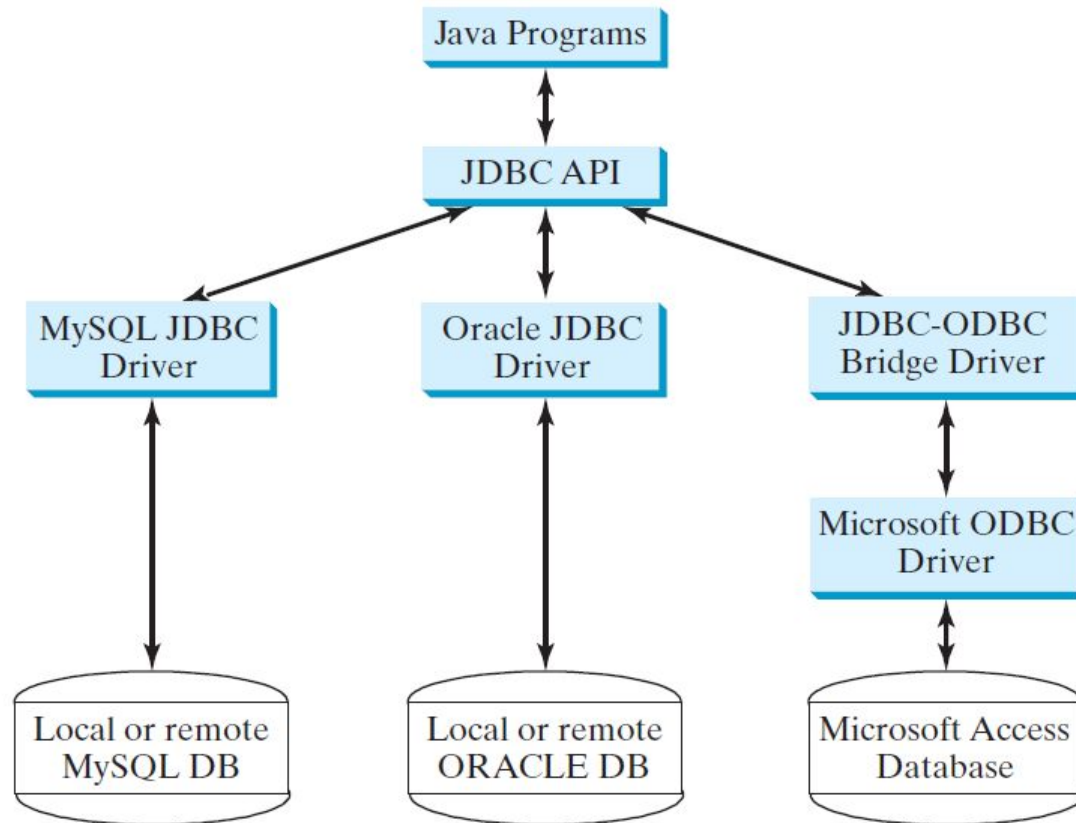 Java Programs
JDBC API
MySQL JDBC
Driver
Oracle JDBC
Driver
JDBC-ODBC
Bridge Driver
Microsoft ODBC
Driver
Local or remote
MySQL DB
Local or remote
ORACLE DB
Microsoft Access
Database